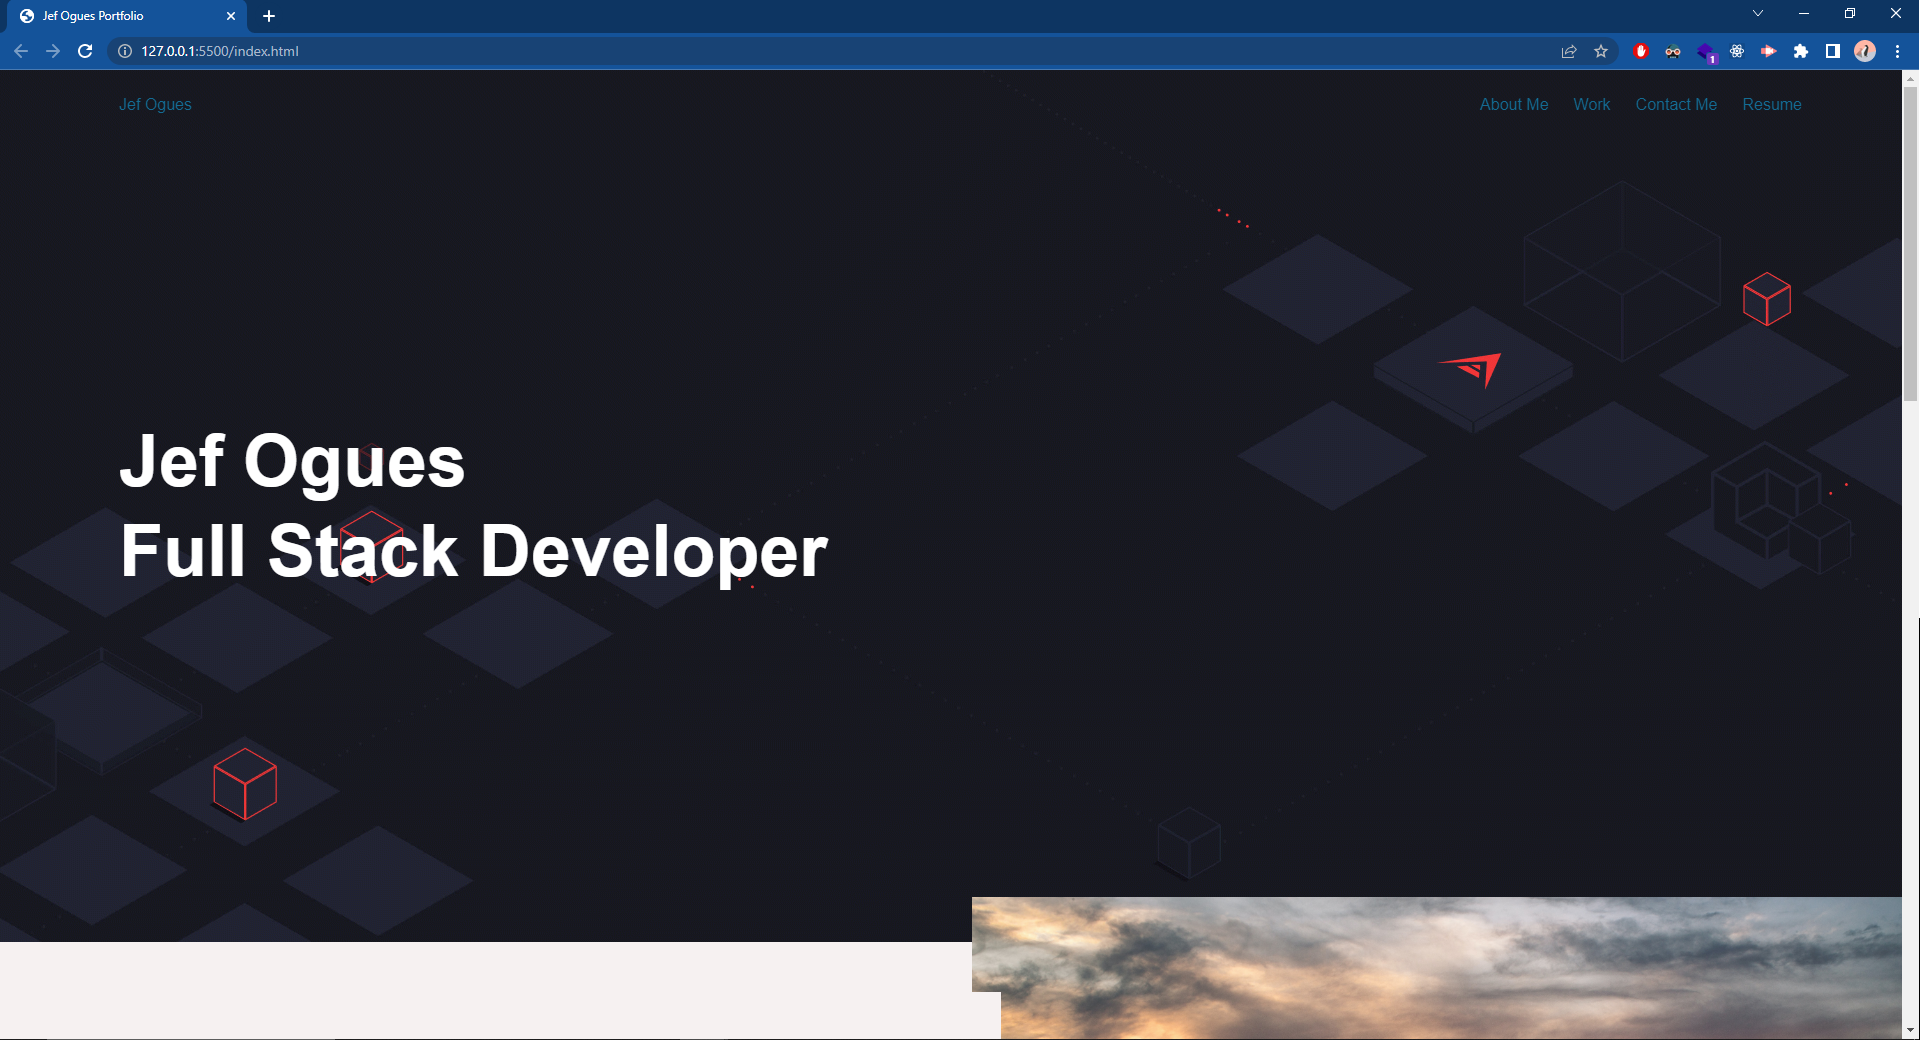 Jef Ogues Portfolio
127.0.0.1:5500/index.html
1
Jef Ogues
About Me Work Contact Me Resume
Jef Ogues
Full Stack Developer